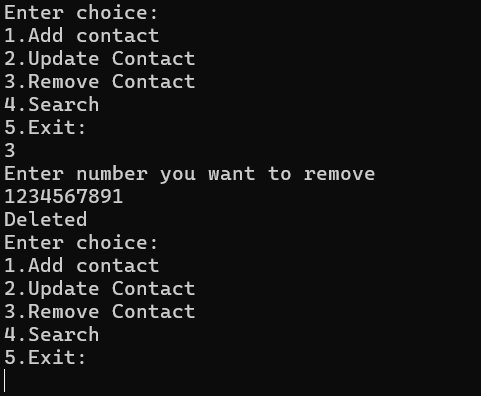 Enter choice:
1.Add contact
2.Update Contact
3.Remove Contact
4.Search
5.Exit:
3
Enter number you want to remove
1234567891
Deleted
Enter choice:
1.Add contact
2.Update Contact
3.Remove Contact
4.Search
5.Exit: